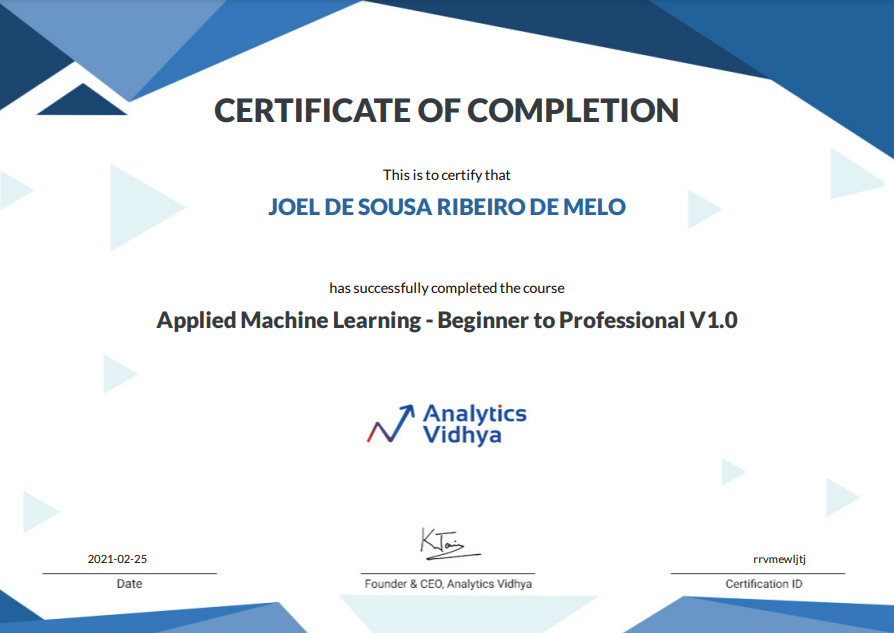 CERTIFICATE OF COMPLETION
This is to certify that
JOEL DE SOUSA RIBEIRO DE MELO
has successfully completed the course
Applied Machine Learning - Beginner to Professional V1.0
Analytics
Vidhya
2021-02-25
Date
K Jain
Founder & CEO, Analytics Vidhya
rrvmewljtj
Certification ID